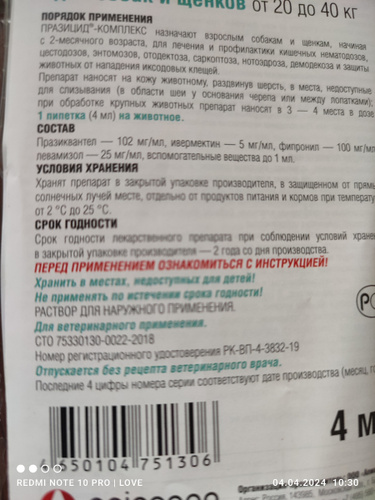 и щенков от 20 до 40 кг
ПОРЯДОК ПРИМЕНЕНИЯ
ПРАЗИЦИД®-КОМПЛЕКС назначают взрослым собакам и щенкам, начиная
с 2-месячного возраста, для лечения и профилактики кишечных нематодозов,
цестодозов, энтомозов, отодектоза, саркоптоза, нотоэдроза, демодекоза и защиты
животных от нападения иксодовых клещей.
Препарат наносят на кожу животному, раздвинув шерсть, в места, недоступные
для слизывания (в области шеи у основания черепа или между лопатками),
при обработке крупных животных препарат наносят в 3 — 4 места в дозе
1 пипетка (4 мл) на животное.
СОСТАВ
Празиквантел — 102 мг/мл, ивермектин — 5 мг/мл, фипронил — 100 мг/мл,
левамизол — 25 мг/мл, вспомогательные вещества до 1 мл.
УСЛОВИЯ ХРАНЕНИЯ
Хранят препарат в закрытой упаковке производителя, в защищенном от прямых
солнечных лучей месте, отдельно от продуктов питания и кормов при температу
от 2 °С до 25 °С.
СРОК ГОДНОСТИ
Срок годности лекарственного препарата при соблюдении условий хране
в закрытой упаковке производителя — 2 года со дня производства.
ПЕРЕД ПРИМЕНЕНИЕМ ОЗНАКОМИТЬСЯ С ИНСТРУКЦИЕЙ!
Хранить в местах, недоступных для детей!
Не применять по истечении срока годности!
РАСТВОР ДЛЯ НАРУЖНОГО ПРИМЕНЕНИЯ.
Для ветеринарного применения.
СТО 75330130-0022-2018
Номер регистрационного удостоверения РК-ВП-4-3832-19
Отпускается без рецепта ветеринарного врача.
Последние 4 цифры номера серии соответствуют дате производства (месяц, г
4 м
4 650104 751306
Организация
REDMI NOTE 10 PRO | LOVE
04.04.2024 10:30